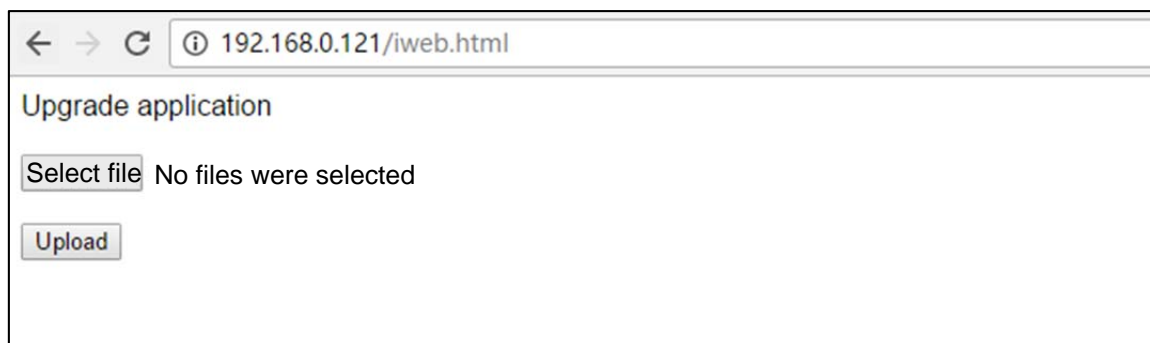 192.168.0.121/iweb.html
Upgrade application
Select file No files were selected
Upload